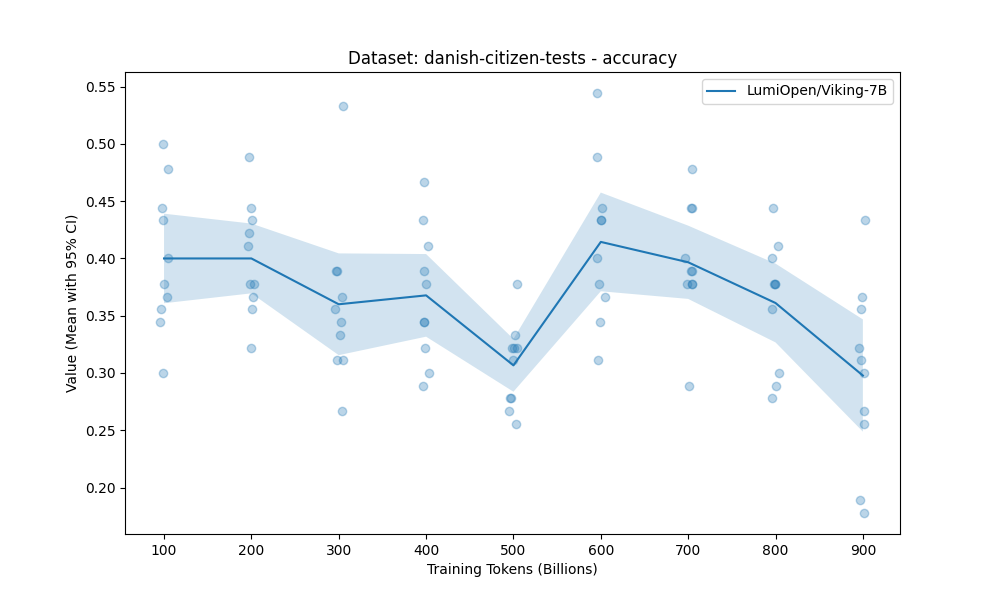 Dataset: danish-citizen-tests - accuracy
LumiOpen/Viking-7B
Value (Mean with 95% CI)
0.55
0.50
0.45
0.40
0.35
0.30
0.25
0.20
100 200 300 400 500 600 700 800 900
Training Tokens (Billions)